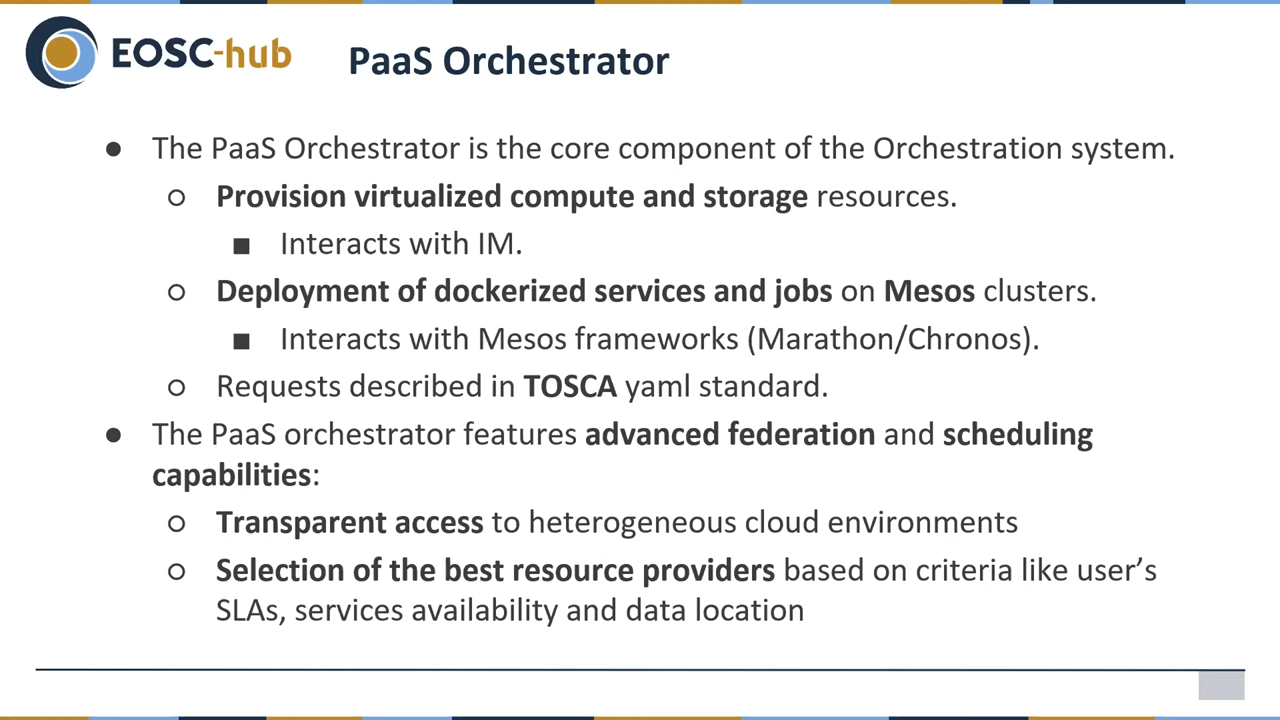 EOSC-hub
PaaS Orchestrator
● The PaaS Orchestrator is the core component of the Orchestration system.
○ Provision virtualized compute and storage resources.
■ Interacts with IM.
○ Deployment of dockerized services and jobs on Mesos clusters.
■ Interacts with Mesos frameworks (Marathon/Chronos).
○ Requests described in TOSCA yaml standard.
● The PaaS orchestrator features advanced federation and scheduling
capabilities:
○ Transparent access to heterogeneous cloud environments
○ Selection of the best resource providers based on criteria like user’s
SLAs, services availability and data location